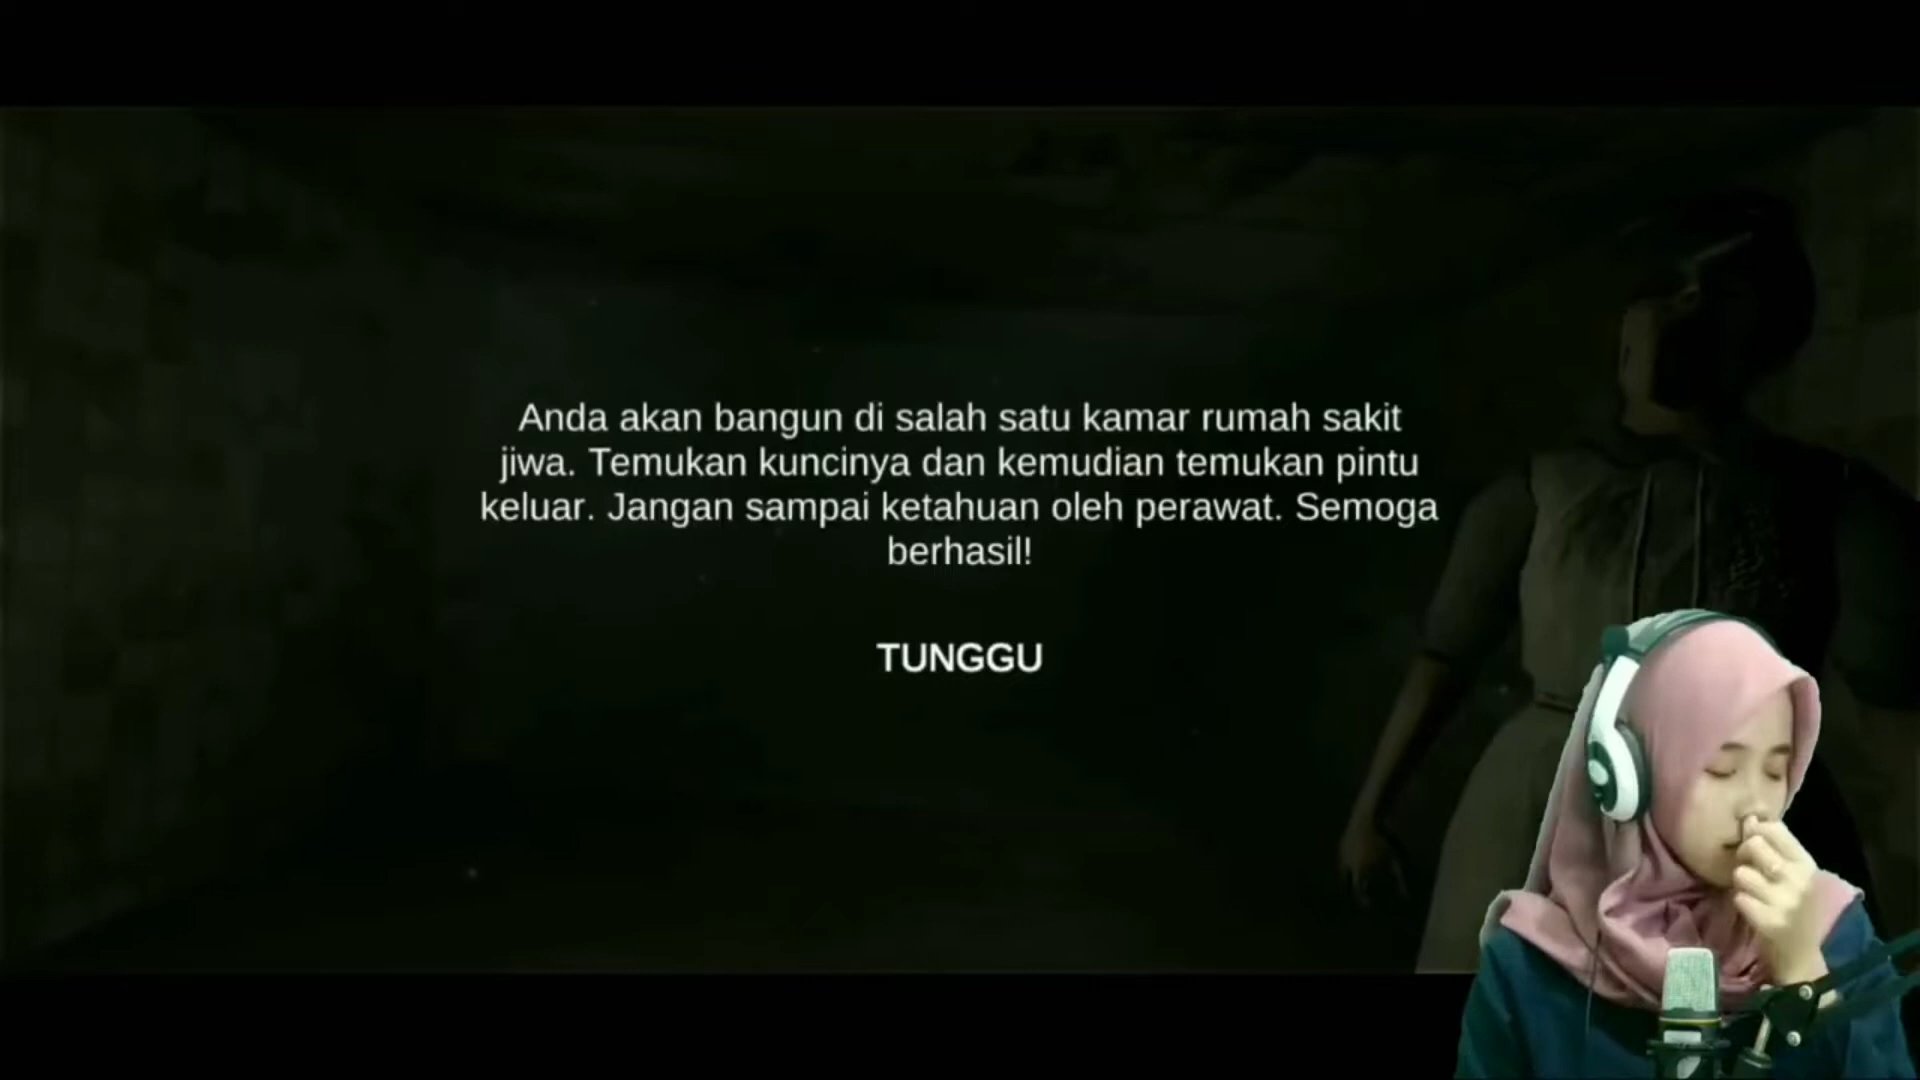 Anda akan bangun di salah satu kamar rumah sakit
jiwa. Temukan kuncinya dan kemudian temukan pintu
keluar. Jangan sampai ketahuan oleh perawat. Semoga
berhasil!
TUNGGU